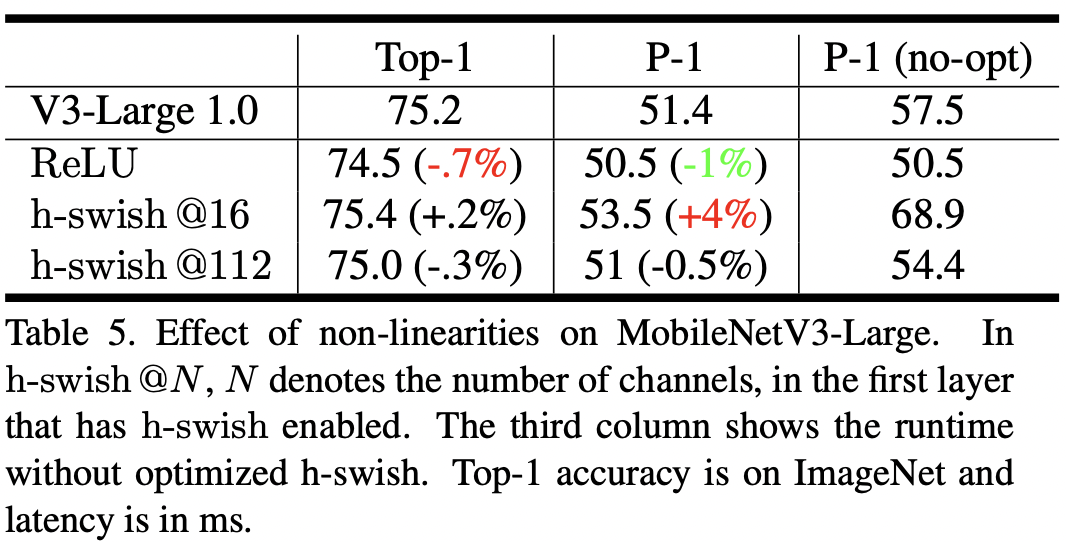 Top-1 P-1 P-1 (no-opt)
V3-Large 1.0 75.2 51.4 57.5
ReLU 74.5 (-.7%) 50.5 (-1%) 50.5
h-swish @16 75.4 (+.2%) 53.5 (+4%) 68.9
h-swish @112 75.0 (-.3%) 51 (-0.5%) 54.4
Table 5. Effect of non-linearities on MobileNetV3-Large. In
h-swish @N, N denotes the number of channels, in the first layer
that has h-swish enabled. The third column shows the runtime
without optimized h-swish. Top-1 accuracy is on ImageNet and
latency is in ms.